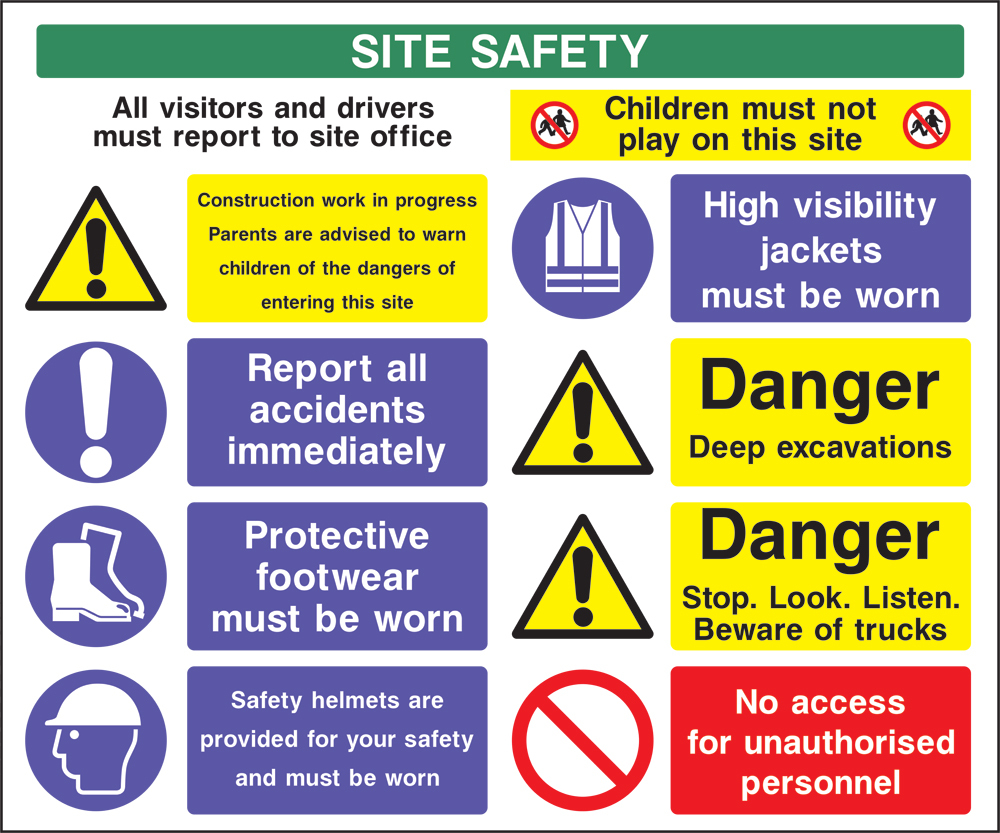 SITE SAFETY
All visitors and drivers
must report to site office
Children must not
play on this site
Construction work in progress
Parents are advised to warn
children of the dangers of
entering this site
High visibility
jackets
must be worn
Report all
accidents
immediately
Danger
Deep excavations
Protective
footwear
must be worn
Danger
Stop. Look. Listen.
Beware of trucks
Safety helmets are
provided for your safety
and must be worn
No access
for unauthorised
personnel